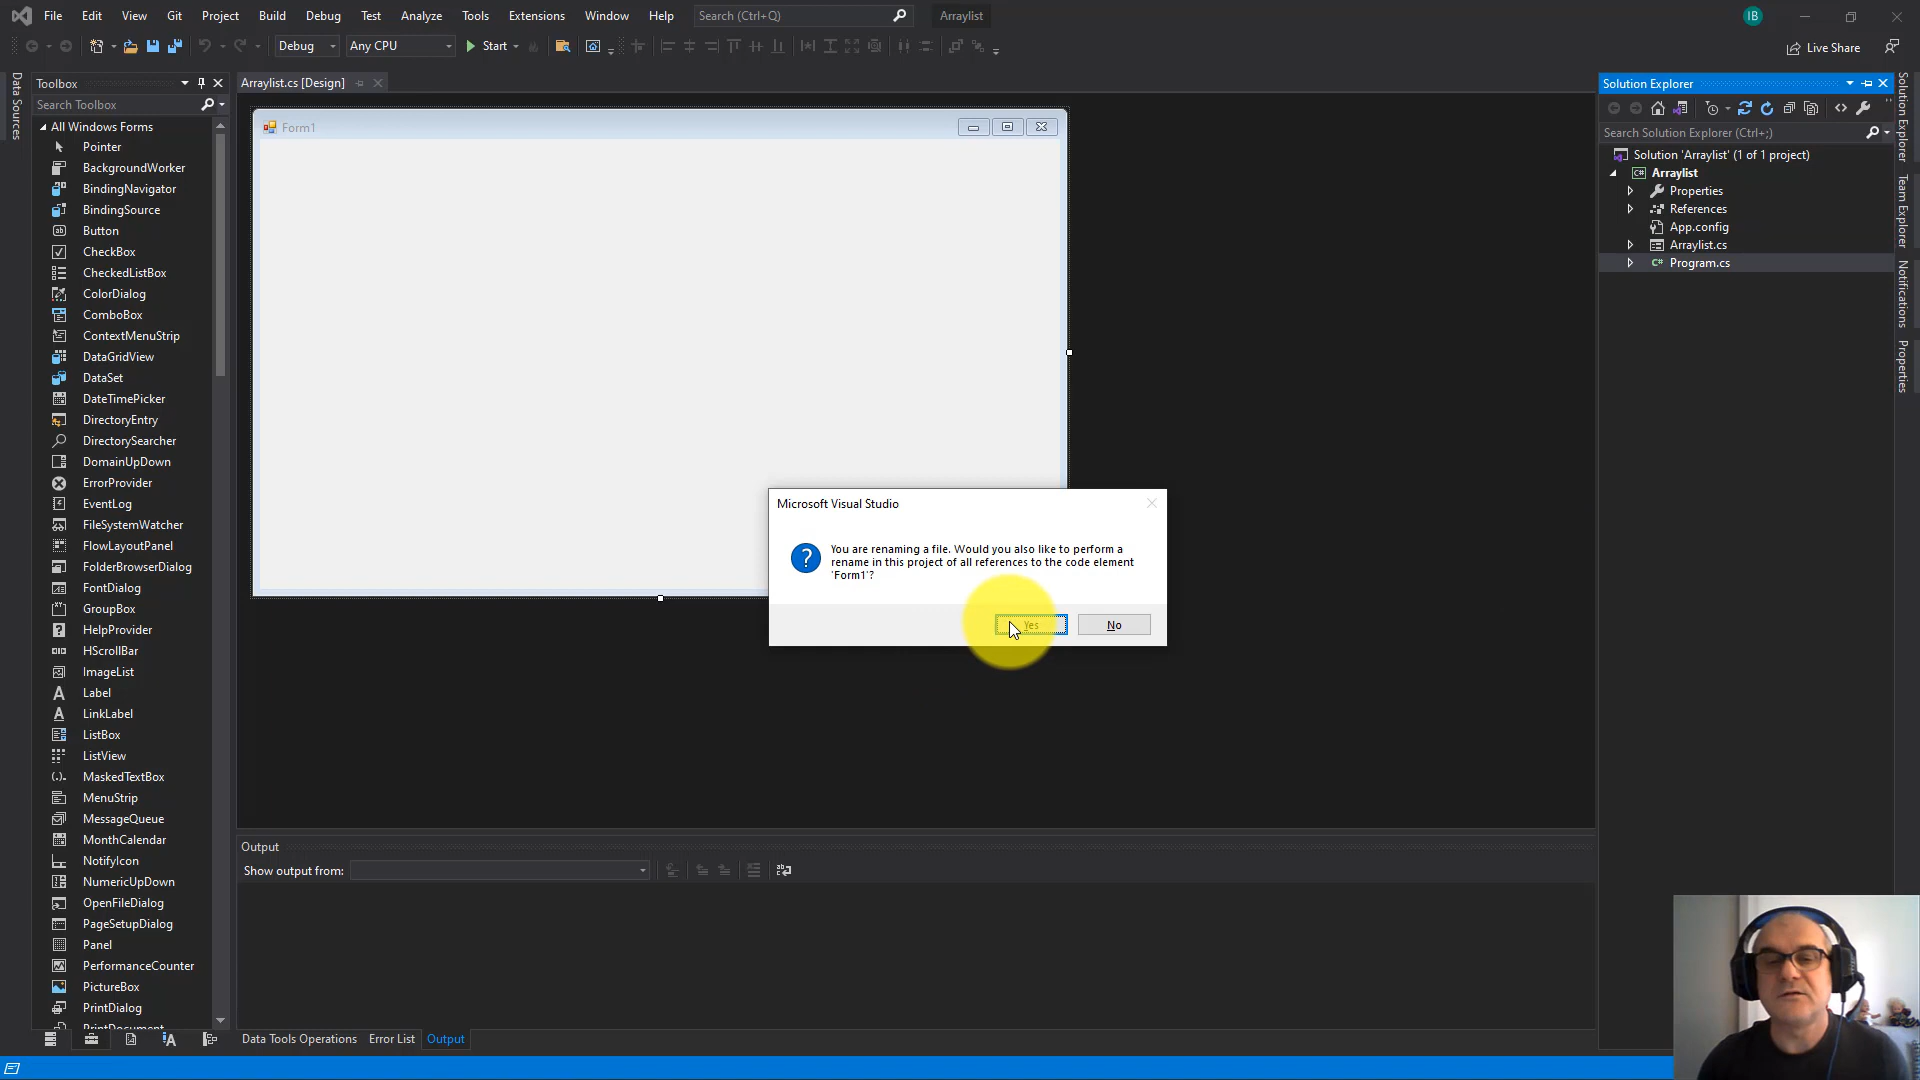 File Edit View Git Project Build Debug Test Analyze Tools Extensions Window Help Search (Ctrl+Q) Arraylist IB
Debug Any CPU Start Live Share
Data Sources
Toolbox
Search Toolbox
All Windows Forms
Pointer
BackgroundWorker
BindingNavigator
BindingSource
Button
CheckBox
CheckedListBox
ColorDialog
ComboBox
ContextMenuStrip
DataGridView
DataSet
DateTimePicker
DirectoryEntry
DirectorySearcher
DomainUpDown
ErrorProvider
EventLog
FileSystemWatcher
FlowLayoutPanel
FolderBrowserDialog
FontDialog
GroupBox
HelpProvider
HScrollBar
ImageList
Label
LinkLabel
ListBox
ListView
MaskedTextBox
MenuStrip
MessageQueue
MonthCalendar
NotifyIcon
NumericUpDown
OpenFileDialog
PageSetupDialog
Panel
PerformanceCounter
PictureBox
PrintDialog
PrintDocument
Arraylist.cs [Design]
Form1
Microsoft Visual Studio
You are renaming a file. Would you also like to perform a
rename in this project of all references to the code element
'Form1'?
Yes No
Output
Show output from:
Data Tools Operations Error List Output
Solution Explorer
Search Solution Explorer (Ctrl+;)
Solution 'Arraylist' (1 of 1 project)
C# Arraylist
Properties
References
App.config
Arraylist.cs
C# Program.cs
Solution Explorer
Team Explorer
Notifications
Properties